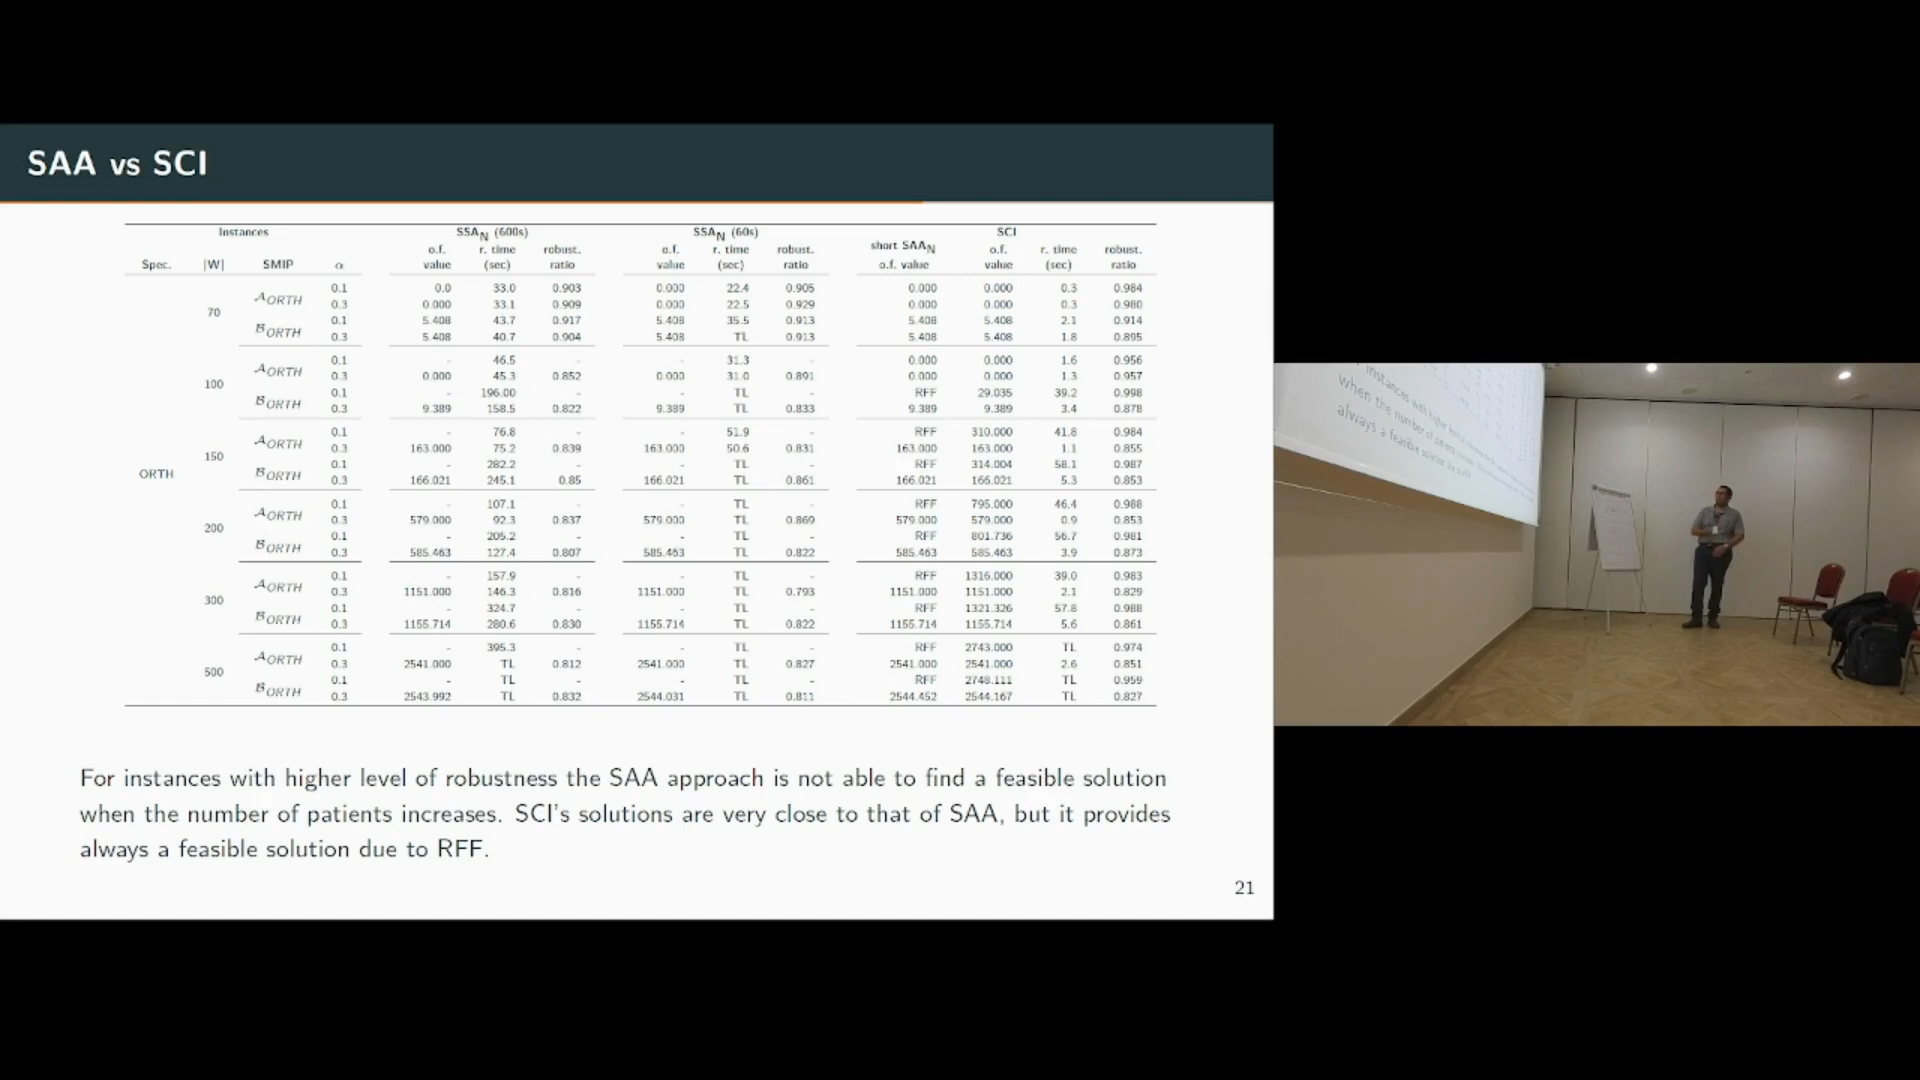 SAA vs SCI
Instances SSA_N (600s) SSA_N (60s) SCI
o.f. r. time robust. o.f. r. time robust. short SAA_N o.f. r. time robust.
Spec. |W| SMIP α value (sec) ratio value (sec) ratio o.f. value value (sec) ratio
0.1 0.0 33.0 0.903 0.000 22.4 0.905 0.000 0.000 0.3 0.984
A_ORTH
0.3 0.000 33.1 0.909 0.000 22.5 0.929 0.000 0.000 0.3 0.980
70
0.1 5.408 43.7 0.917 5.408 35.5 0.913 5.408 5.408 2.1 0.914
B_ORTH
0.3 5.408 40.7 0.904 5.408 TL 0.913 5.408 5.408 1.8 0.895
0.1 - 46.5 - - 31.3 - 0.000 0.000 1.6 0.956
A_ORTH
0.3 0.000 45.3 0.852 0.000 31.0 0.891 0.000 0.000 1.3 0.957
100
0.1 - 196.00 - - TL - RFF 29.035 39.2 0.998
B_ORTH
0.3 9.389 158.5 0.822 9.389 TL 0.833 9.389 9.389 3.4 0.878
0.1 - 76.8 - - 51.9 - RFF 310.000 41.8 0.984
A_ORTH
0.3 163.000 75.2 0.839 163.000 50.6 0.831 163.000 163.000 1.1 0.855
150
0.1 - 282.2 - - TL - RFF 314.004 58.1 0.987
ORTH
B_ORTH
0.3 166.021 245.1 0.85 166.021 TL 0.861 166.021 166.021 5.3 0.853
0.1 - 107.1 - - TL - RFF 795.000 46.4 0.988
A_ORTH
0.3 579.000 92.3 0.837 579.000 TL 0.869 579.000 579.000 0.9 0.853
200
0.1 - 205.2 - - TL - RFF 801.736 56.7 0.981
B_ORTH
0.3 585.463 127.4 0.807 585.463 TL 0.822 585.463 585.463 3.9 0.873
0.1 - 157.9 - - TL - RFF 1316.000 39.0 0.983
A_ORTH
0.3 1151.000 146.3 0.816 1151.000 TL 0.793 1151.000 1151.000 2.1 0.829
300
0.1 - 324.7 - - TL - RFF 1321.326 57.8 0.988
B_ORTH
0.3 1155.714 280.6 0.830 1155.714 TL 0.822 1155.714 1155.714 5.6 0.861
0.1 - 395.3 - - TL - RFF 2743.000 TL 0.974
A_ORTH
0.3 2541.000 TL 0.812 2541.000 TL 0.827 2541.000 2541.000 2.6 0.851
500
0.1 - TL - - TL - RFF 2748.111 TL 0.959
B_ORTH
0.3 2543.992 TL 0.832 2544.031 TL 0.811 2544.452 2544.167 TL 0.827
For instances with higher level of robustness the SAA approach is not able to find a feasible solution
when the number of patients increases. SCI's solutions are very close to that of SAA, but it provides
always a feasible solution due to RFF.
21
instances with higher
When the number of patients
always a feasible solution